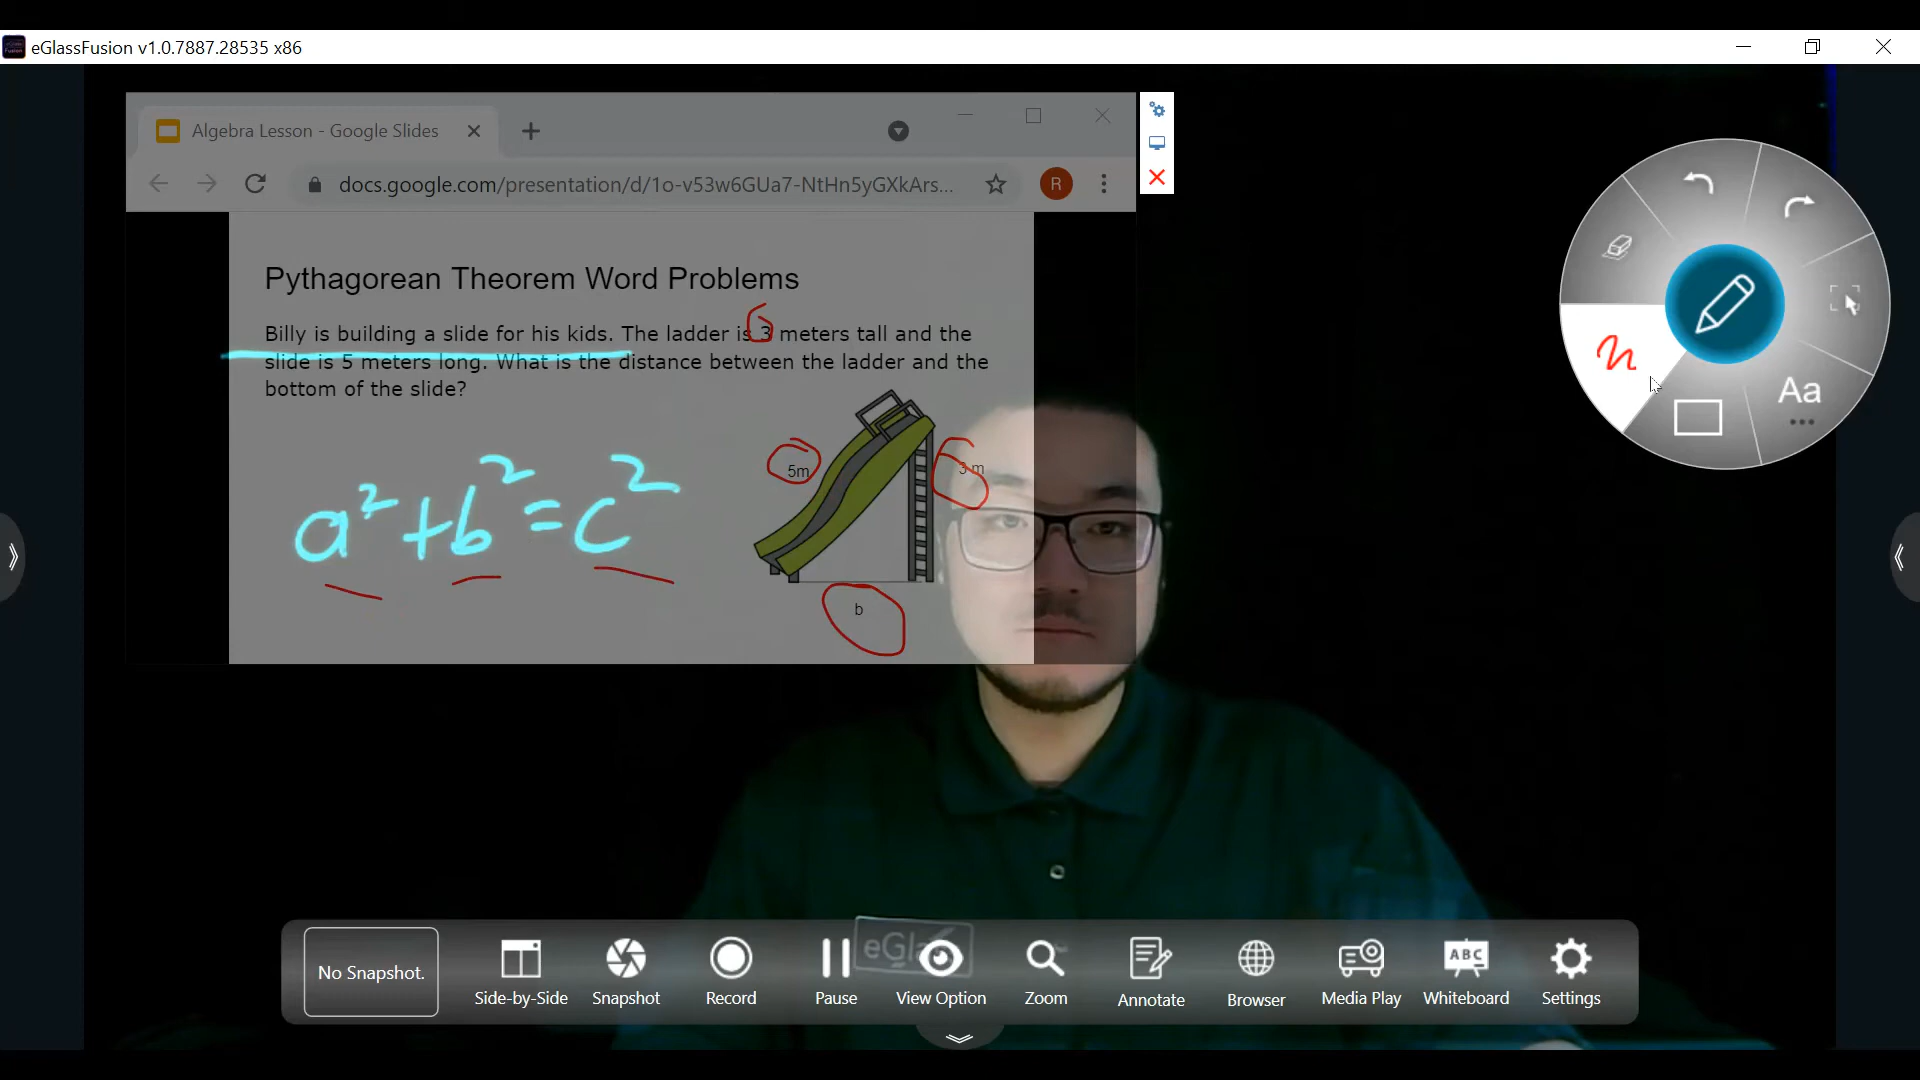 eGlassFusion v1.0.7887.28535 x86
Algebra Lesson - Google Slides
docs.google.com/presentation/d/1o-v53w6GUa7-NtHn5yGXkArs...
R
Pythagorean Theorem Word Problems
Billy is building a slide for his kids. The ladder is 3 meters tall and the
slide is 5 meters long. What is the distance between the ladder and the
bottom of the slide?
5m
3 m
a²+b²=c²
b
Aa
No Snapshot.
Side-by-Side
Snapshot
Record
Pause
View Option
Zoom
Annotate
Browser
Media Play
ABC
Whiteboard
Settings